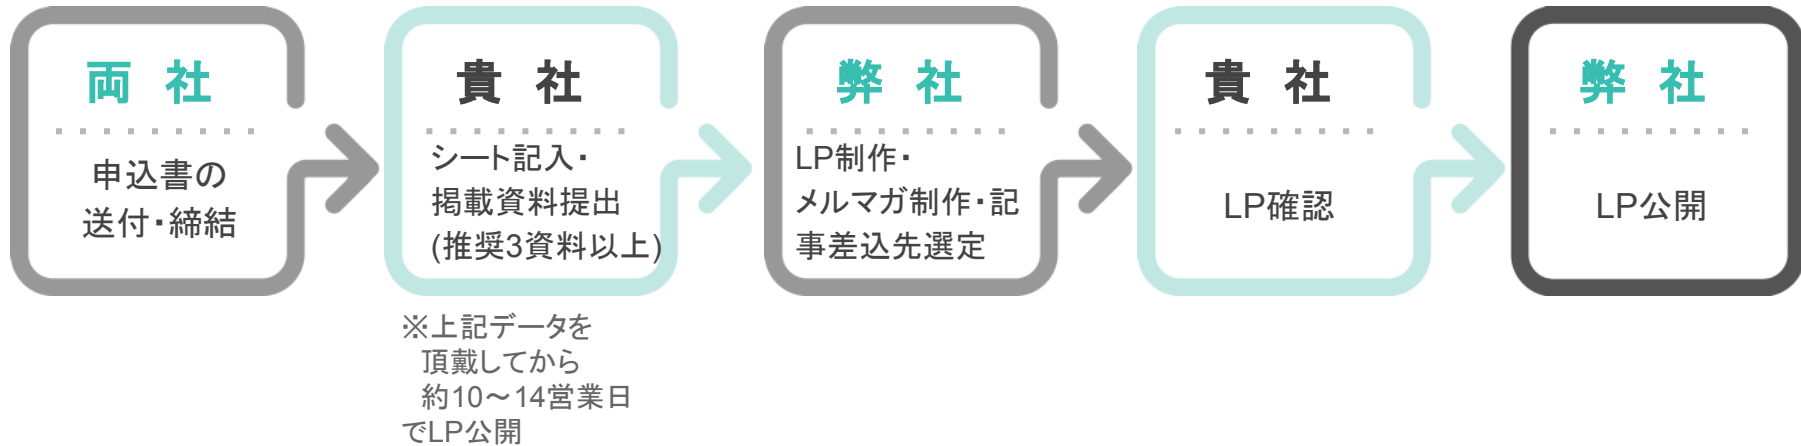 両 社
申込書の
送付・締結
貴 社
シート記入・
掲載資料提出
(推奨3資料以上)
※上記データを
頂戴してから
約10～14営業日
でLP公開
弊 社
LP制作・
メルマガ制作・記
事差込先選定
貴 社
LP確認
弊 社
LP公開